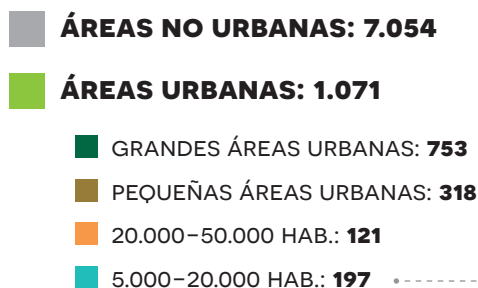 ÁREAS NO URBANAS: 7.054
ÁREAS URBANAS: 1.071
GRANDES ÁREAS URBANAS: 753
PEQUEÑAS ÁREAS URBANAS: 318
20.000–50.000 HAB.: 121
5.000–20.000 HAB.: 197